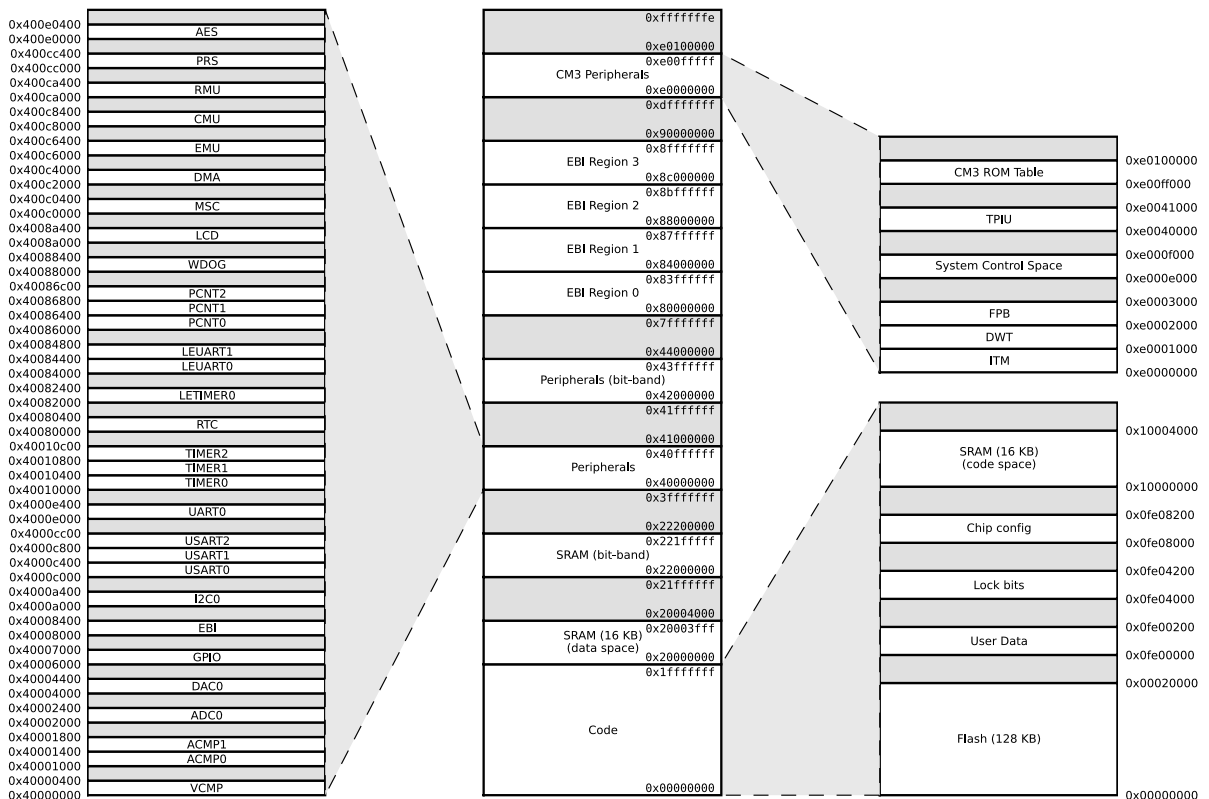 0x400e0400
AES
0x400e0000
0x400cc400
PRS
0x400cc000
0x400ca400
RMU
0x400ca000
0x400c8400
CMU
0x400c8000
0x400c6400
EMU
0x400c6000
0x400c4000
DMA
0x400c2000
0x400c0400
MSC
0x400c0000
0x4008a400
LCD
0x4008a000
0x40088400
WDOG
0x40088000
0x40086c00
PCNT2
0x40086800
PCNT1
0x40086400
PCNT0
0x40086000
0x40084800
LEUART1
0x40084400
LEUART0
0x40084000
0x40082400
LETIMER0
0x40082000
0x40080400
RTC
0x40080000
0x40010c00
TIMER2
0x40010800
TIMER1
0x40010400
TIMER0
0x40010000
0x4000e400
UART0
0x4000e000
0x4000cc00
USART2
0x4000c800
USART1
0x4000c400
USART0
0x4000c000
0x4000a400
I2C0
0x4000a000
0x40008400
EBI
0x40008000
0x40007000
GPIO
0x40006000
0x40004400
DAC0
0x40004000
0x40002400
ADC0
0x40002000
0x40001800
ACMP1
0x40001400
ACMP0
0x40001000
0x40000400
VCMP
0x40000000
0xfffffffe
0xe0100000
0xe00fffff
CM3 Peripherals
0xe0000000
0xdfffffff
0x90000000
0x8fffffff
EBI Region 3
0x8c000000
0x8bffffff
EBI Region 2
0x88000000
0x87ffffff
EBI Region 1
0x84000000
0x83ffffff
EBI Region 0
0x80000000
0x7fffffff
0x44000000
0x43ffffff
Peripherals (bit-band)
0x42000000
0x41ffffff
0x41000000
0x40ffffff
Peripherals
0x40000000
0x3fffffff
0x22200000
0x221fffff
SRAM (bit-band)
0x22000000
0x21ffffff
0x20004000
0x20003fff
SRAM (16 KB)
(data space)
0x20000000
0x1fffffff
Code
0x00000000
0xe0100000
CM3 ROM Table
0xe00ff000
0xe0041000
TPIU
0xe0040000
0xe000f000
System Control Space
0xe000e000
0xe0003000
FPB
0xe0002000
DWT
0xe0001000
ITM
0xe0000000
0x10004000
SRAM (16 KB)
(code space)
0x10000000
0x0fe08200
Chip config
0x0fe08000
0x0fe04200
Lock bits
0x0fe04000
0x0fe00200
User Data
0x0fe00000
0x00020000
Flash (128 KB)
0x00000000